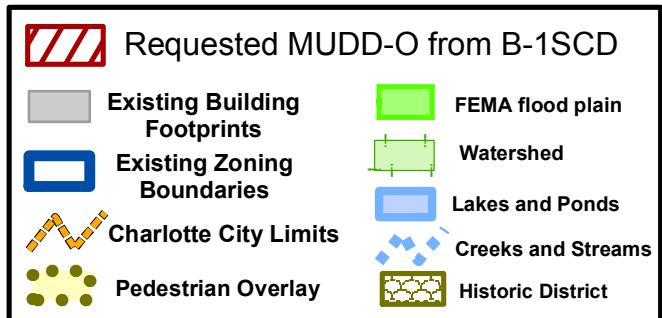 Requested MUDD-O from B-1SCD
Existing Building
Footprints
Existing Zoning
Boundaries
Charlotte City Limits
Pedestrian Overlay
FEMA flood plain
Watershed
Lakes and Ponds
Creeks and Streams
Historic District